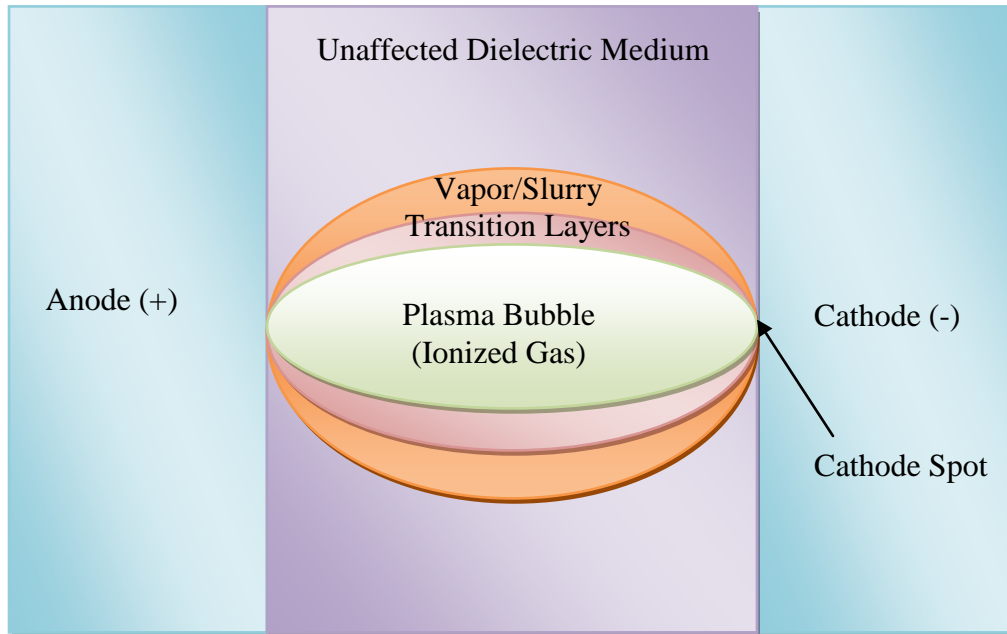 Unaffected Dielectric Medium
Vapor/Slurry
Transition Layers
Anode (+)
Plasma Bubble
(Ionized Gas)
Cathode (-)
Cathode Spot